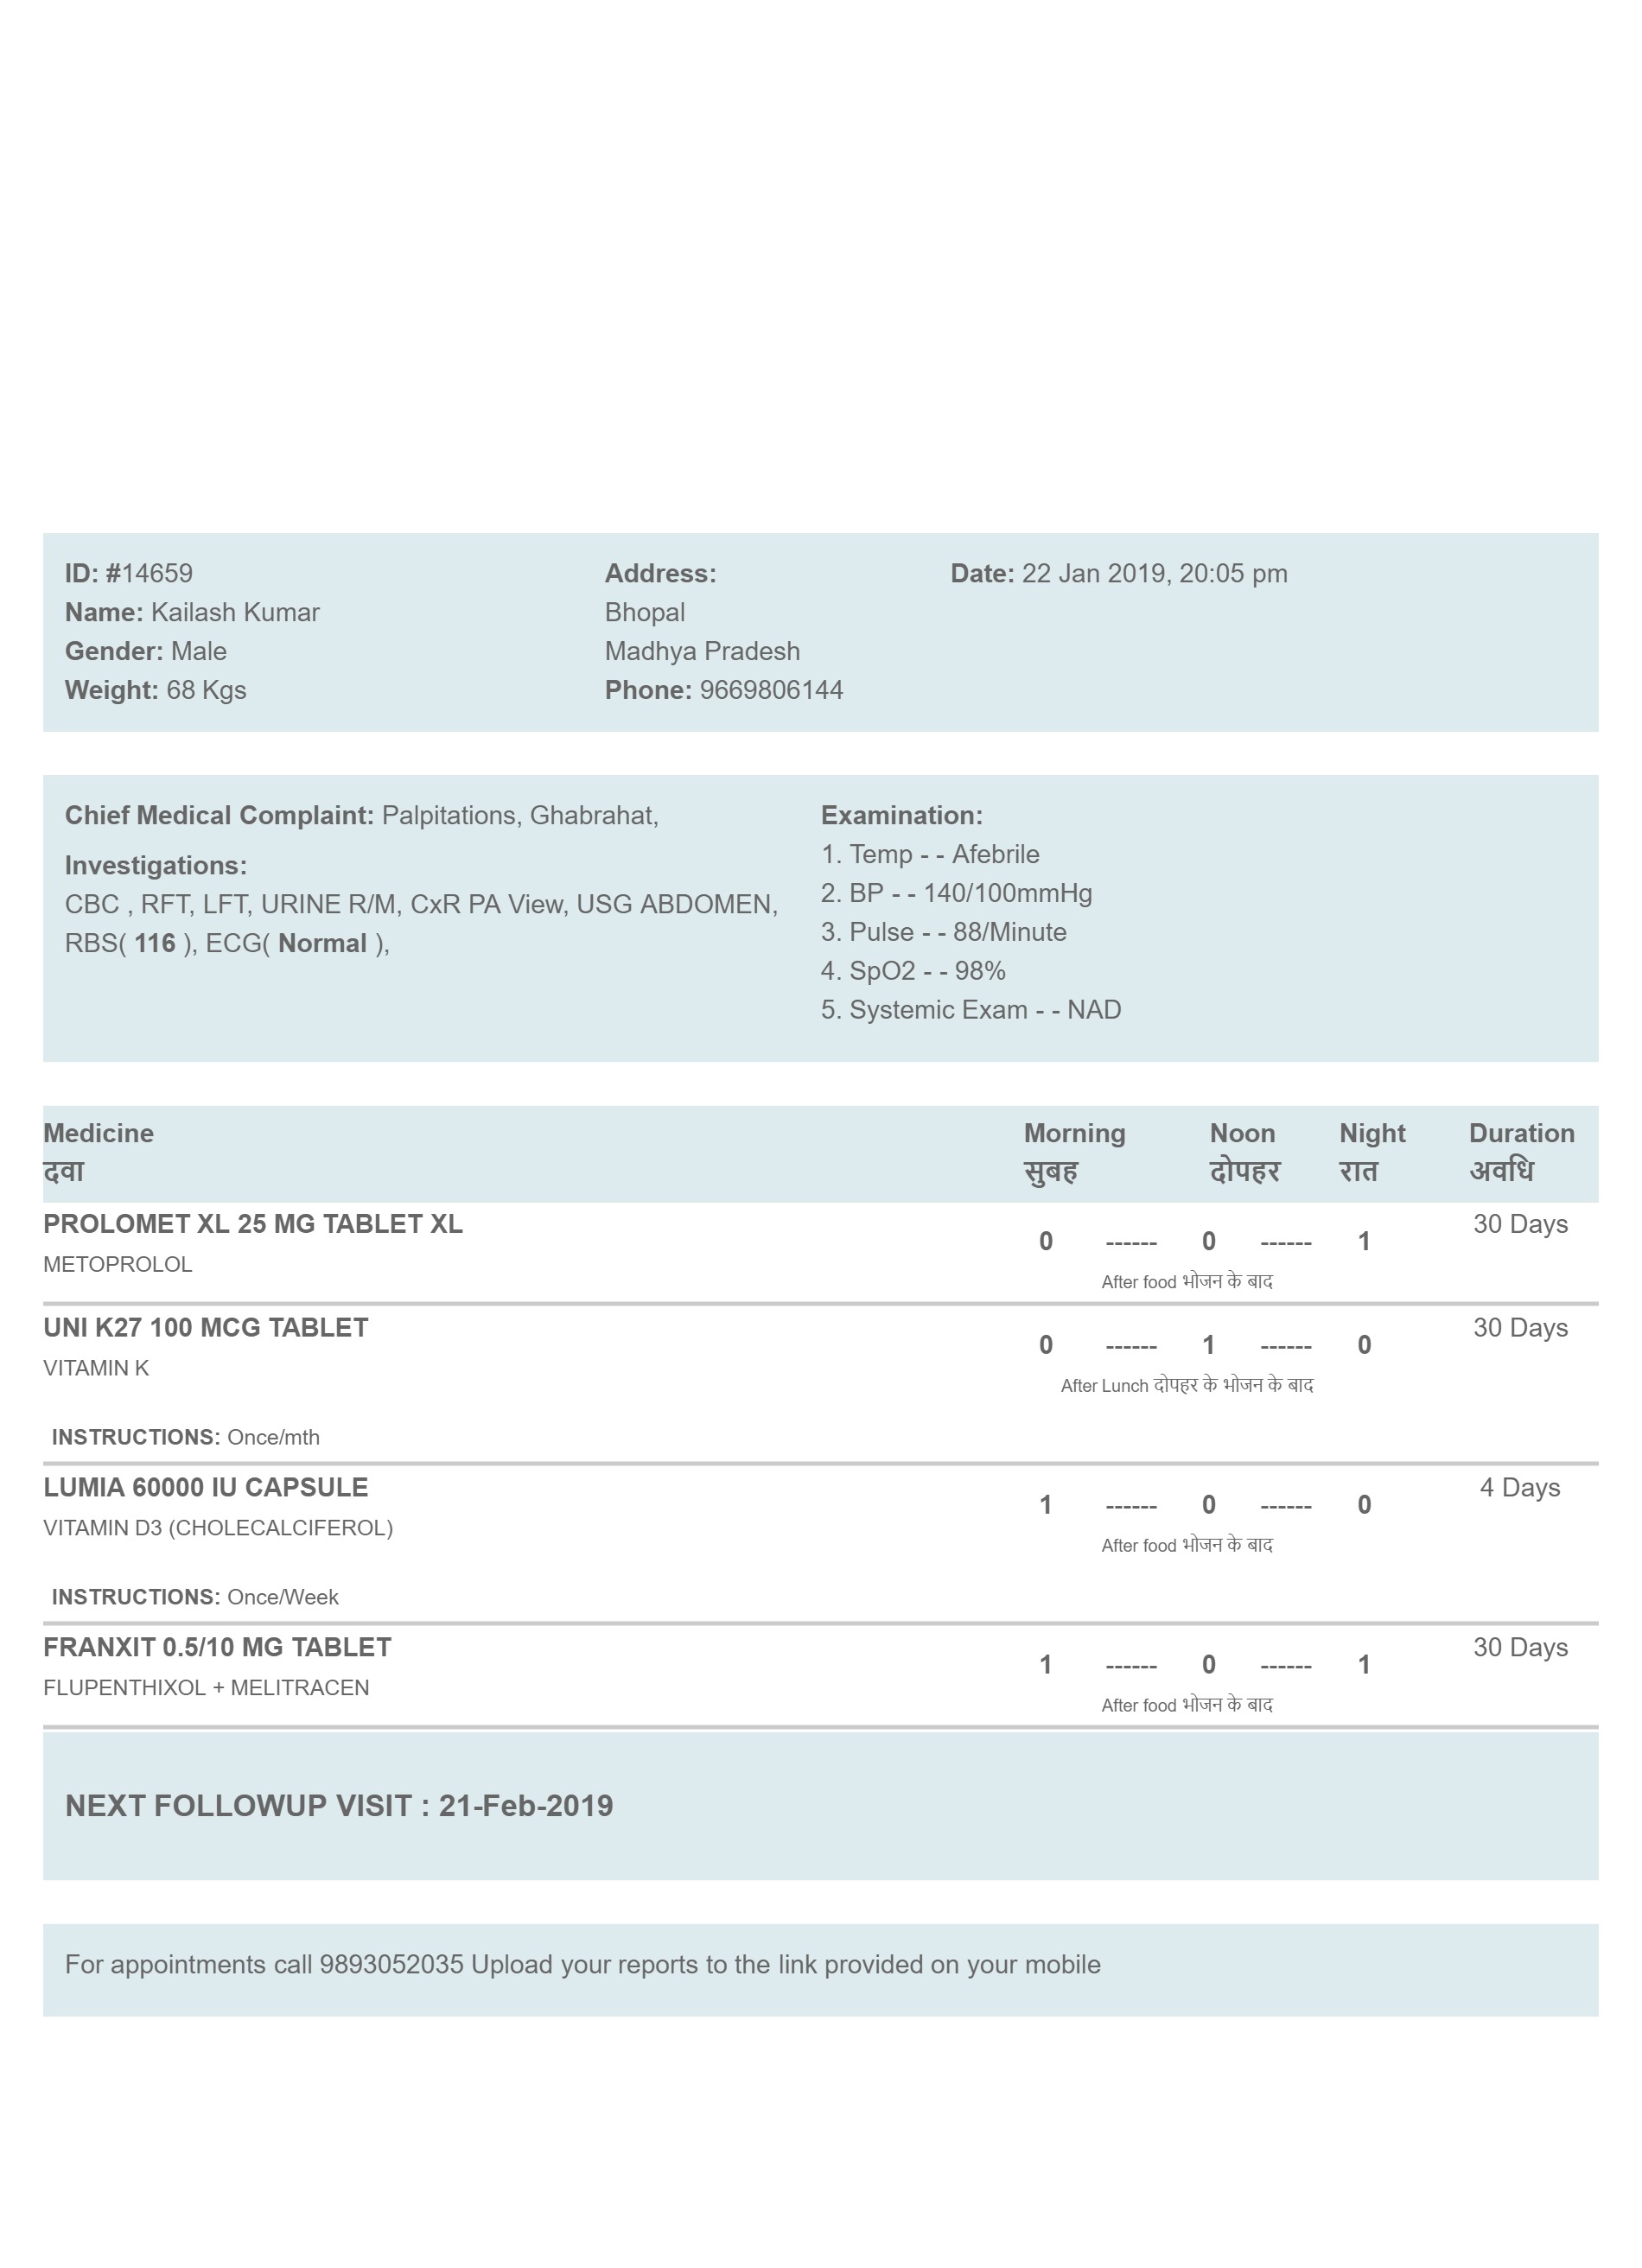 ID: #14659
Name: Kailash Kumar
Gender: Male
Weight: 68 Kgs
Address:
Bhopal
Madhya Pradesh
Phone: 9669806144
Date: 22 Jan 2019, 20:05 pm
Chief Medical Complaint: Palpitations, Ghabrahat,
Investigations:
CBC , RFT, LFT, URINE R/M, CxR PA View, USG ABDOMEN,
RBS( 116 ), ECG( Normal ),
Examination:
1. Temp - - Afebrile
2. BP - - 140/100mmHg
3. Pulse - - 88/Minute
4. SpO2 - - 98%
5. Systemic Exam - - NAD
Medicine Morning Noon Night Duration
दवा सुबह दोपहर रात अवधि
PROLOMET XL 25 MG TABLET XL 30 Days
0 ------ 0 ------ 1
METOPROLOL
After food भोजन के बाद
UNI K27 100 MCG TABLET 30 Days
0 ------ 1 ------ 0
VITAMIN K
After Lunch दोपहर के भोजन के बाद
INSTRUCTIONS: Once/mth
LUMIA 60000 IU CAPSULE 4 Days
1 ------ 0 ------ 0
VITAMIN D3 (CHOLECALCIFEROL)
After food भोजन के बाद
INSTRUCTIONS: Once/Week
FRANXIT 0.5/10 MG TABLET 30 Days
1 ------ 0 ------ 1
FLUPENTHIXOL + MELITRACEN
After food भोजन के बाद
NEXT FOLLOWUP VISIT : 21-Feb-2019
For appointments call 9893052035 Upload your reports to the link provided on your mobile